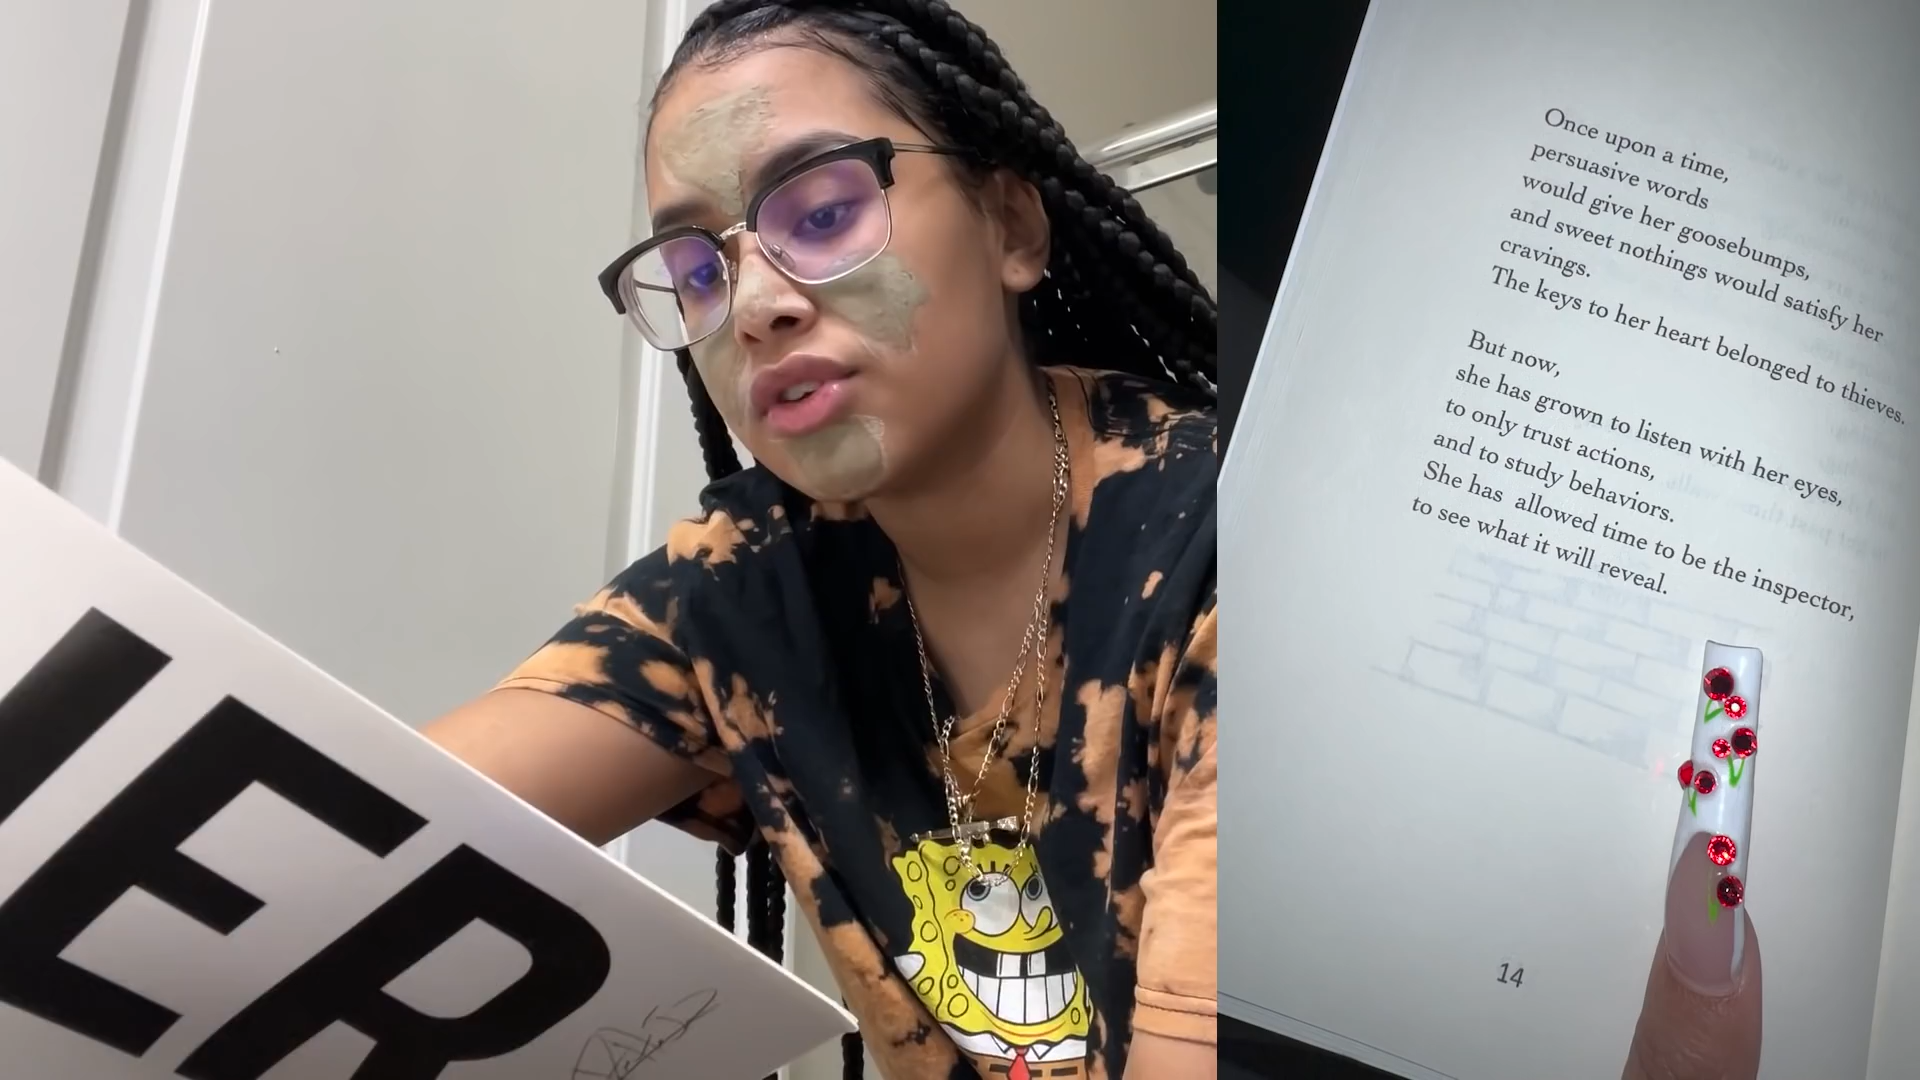 IER
Once upon a time,
persuasive words
would give her goosebumps,
and sweet nothings would satisfy her
cravings.
The keys to her heart belonged to thieves.
But now,
she has grown to listen with her eyes,
to only trust actions,
and to study behaviors.
She has allowed time to be the inspector,
to see what it will reveal.
14